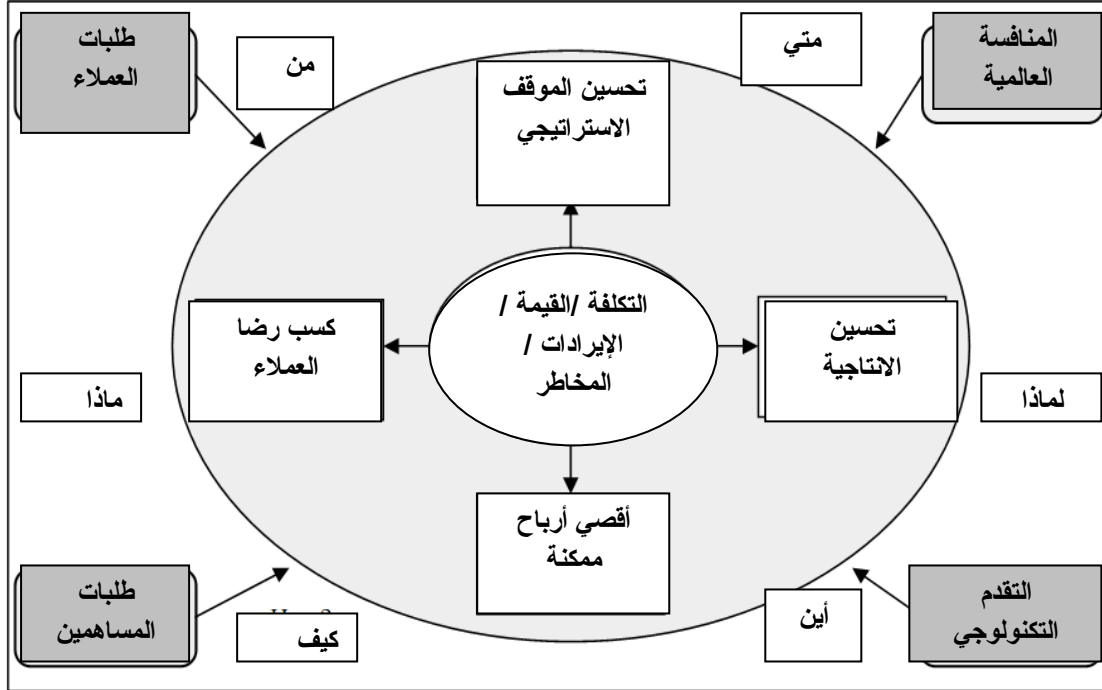 المنافسة
العالمية
متي
من
طلبات
العملاء
تحسين الموقف
الاستراتيجي
التكلفة /القيمة /
الإيرادات /
المخاطر
تحسين
الانتاجية
كسب رضا
العملاء
لماذا
ماذا
أقصي أرباح
ممكنة
التقدم
التكنولوجي
أين
كيف
طلبات
المساهمين